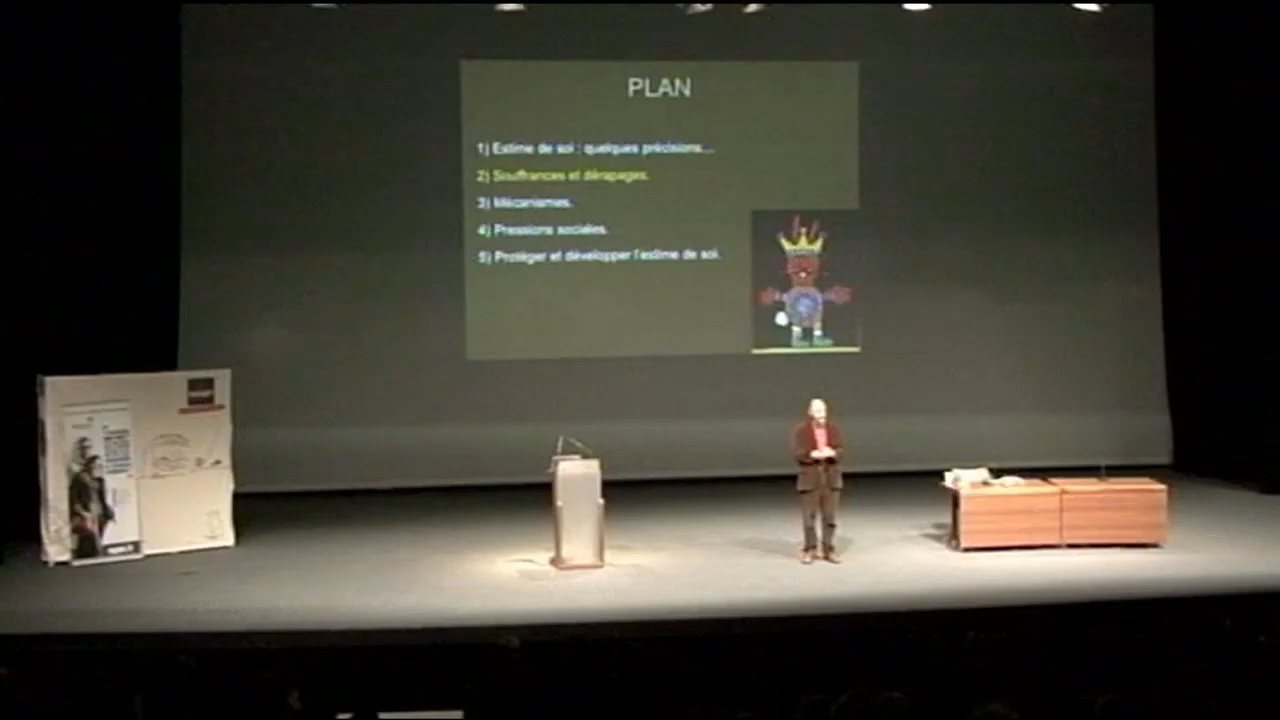 PLAN
1) Estime de soi : quelques précisions...
2) Souffrances et dérapages.
3) Mécanismes.
4) Pressions sociales.
5) Protéger et développer l'estime de soi.